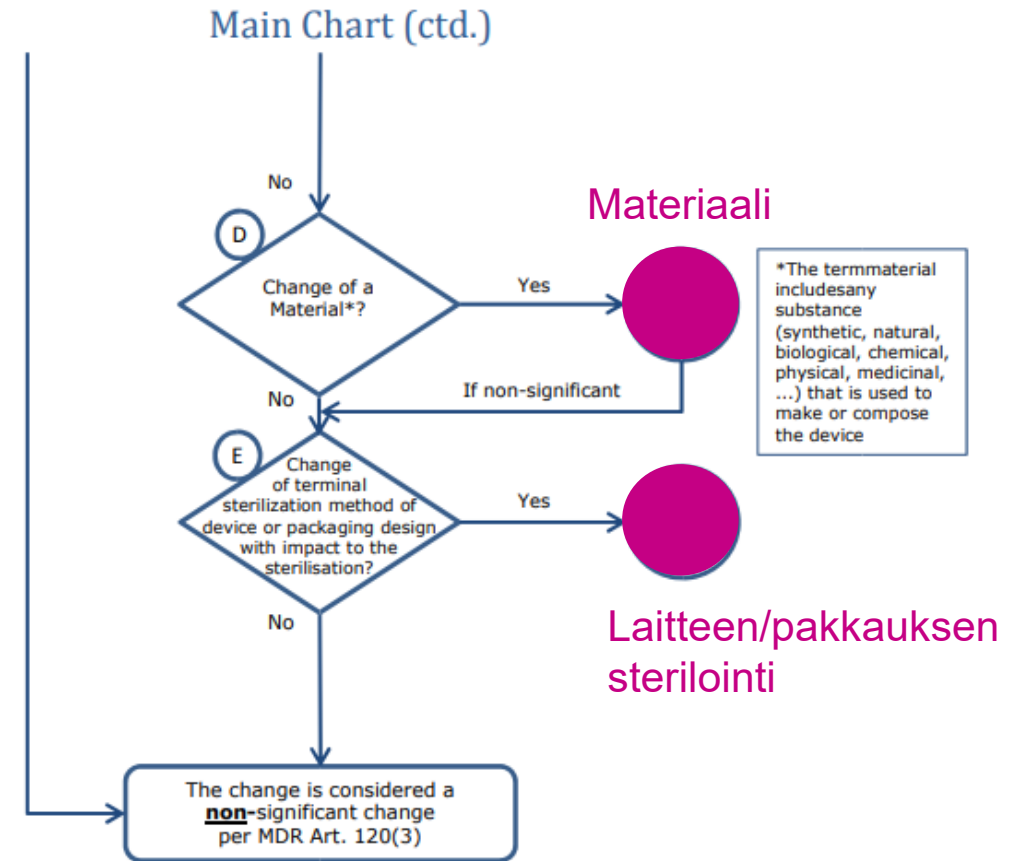 Main Chart (ctd.)
No
D
Change of a
Material*?
Yes
Materiaali
*The termmaterial
includesany
substance
(synthetic, natural,
biological, chemical,
physical, medicinal,
...) that is used to
make or compose
the device
If non-significant
No
E
Change
of terminal
sterilization method of
device or packaging design
with impact to the
sterilisation?
Yes
Laitteen/pakkauksen
sterilointi
No
The change is considered a
non-significant change
per MDR Art. 120(3)